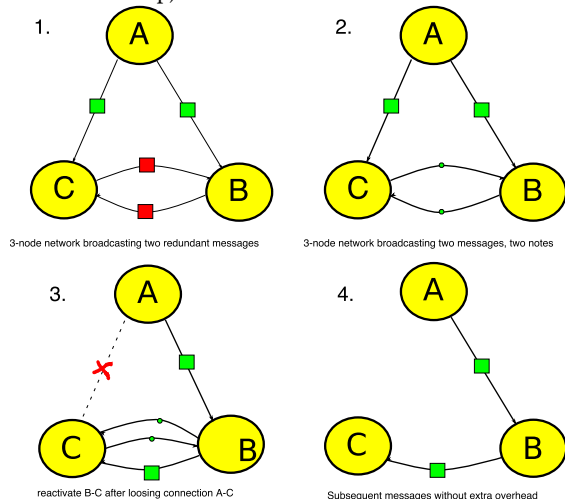 1.
A
C
B
3-node network broadcasting two redundant messages
2.
A
C
B
3-node network broadcasting two messages, two notes
3.
A
C
B
reactivate B-C after loosing connection A-C
4.
A
C
B
Subsequent messages without extra overhead